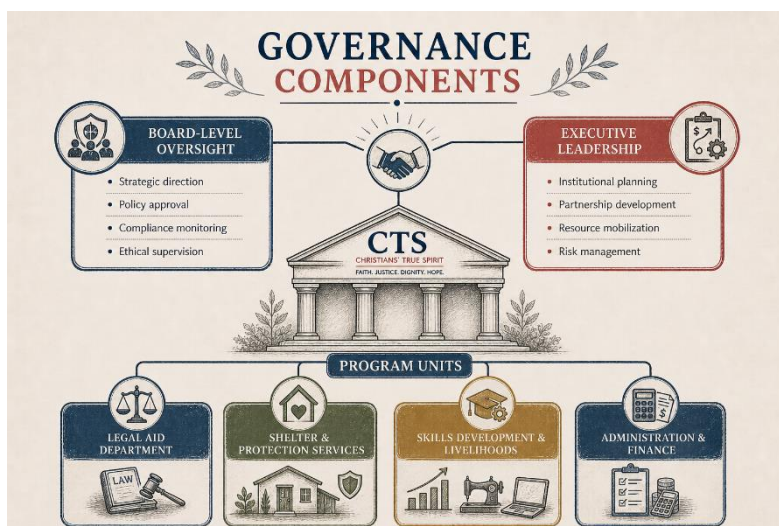 GOVERNANCE
COMPONENTS
BOARD-LEVEL
OVERSIGHT
• Strategic direction
• Policy approval
• Compliance monitoring
• Ethical supervision
EXECUTIVE
LEADERSHIP
• Institutional planning
• Partnership development
• Resource mobilization
• Risk management
CTS
CHRISTIANS' TRUE SPIRIT
FAITH. JUSTICE. DIGNITY. HOPE.
PROGRAM UNITS
LEGAL AID
DEPARTMENT
LAW
SHELTER &
PROTECTION SERVICES
SKILLS DEVELOPMENT &
LIVELIHOODS
ADMINISTRATION &
FINANCE